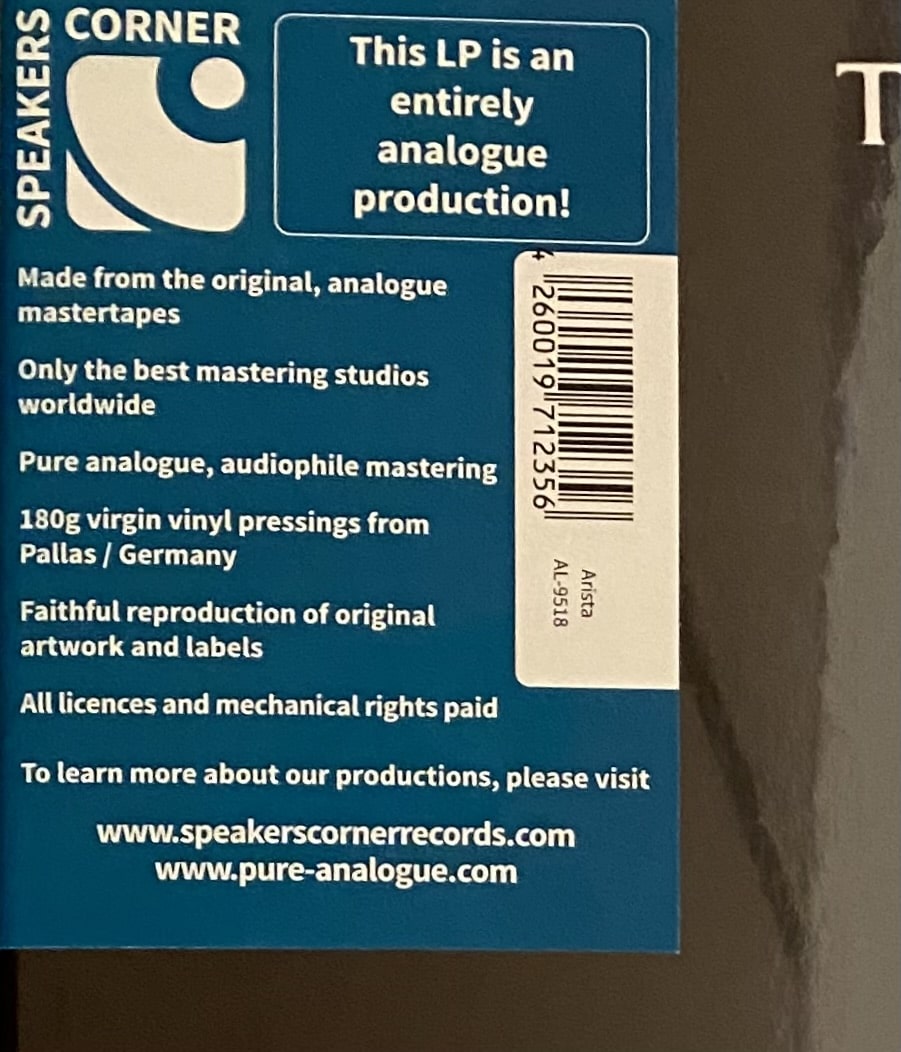 SPEAKERS
CORNER
This LP is an
entirely
analogue
production!
Made from the original, analogue
mastertapes
Only the best mastering studios
worldwide
Pure analogue, audiophile mastering
180g virgin vinyl pressings from
Pallas / Germany
Faithful reproduction of original
artwork and labels
All licences and mechanical rights paid
To learn more about our productions, please visit
www.speakerscornerrecords.com
www.pure-analogue.com
4 260019 712356
Arista
AL-9518
T